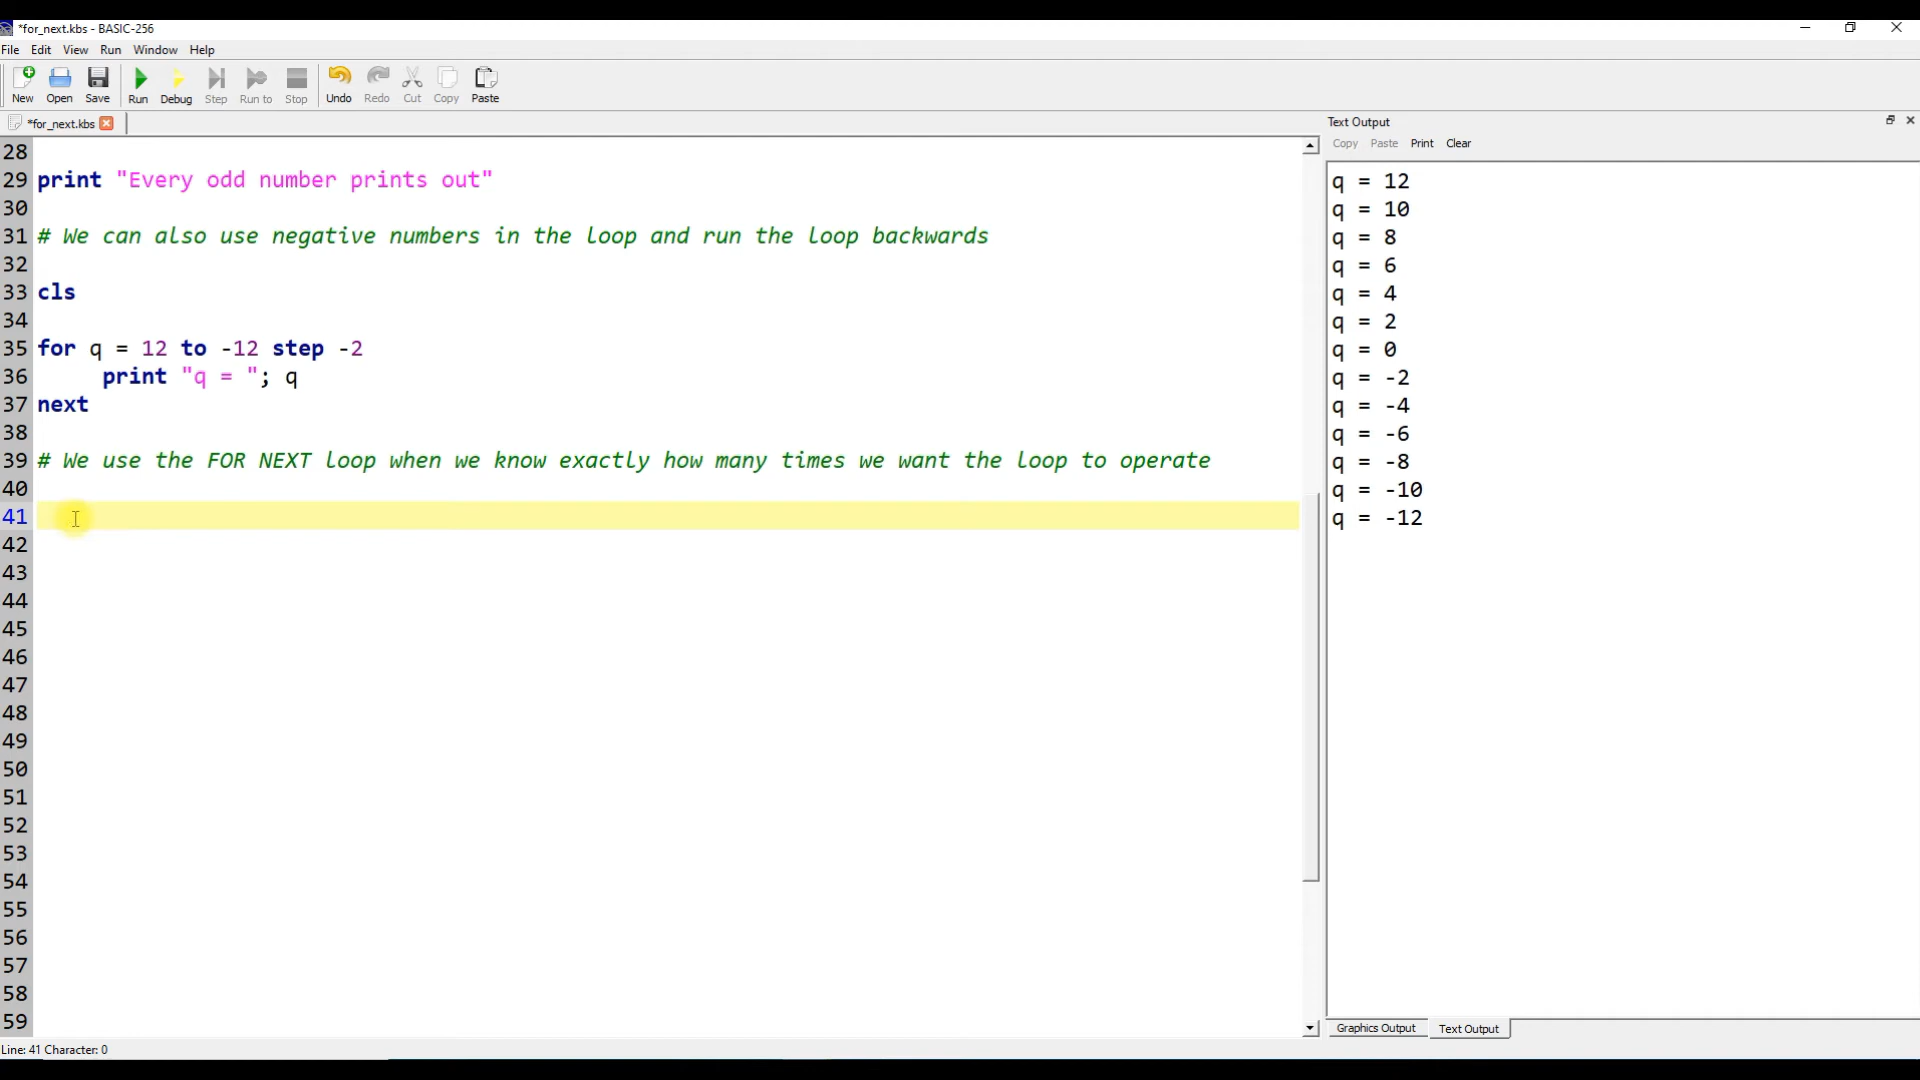 *for_next.kbs - BASIC-256
File Edit View Run Window Help
New Open Save Run Debug Step Run to Stop Undo Redo Cut Copy Paste
*for_next.kbs
28
29 print "Every odd number prints out"
30
31 # We can also use negative numbers in the loop and run the loop backwards
32
33 cls
34
35 for q = 12 to -12 step -2
36 print "q = "; q
37 next
38
39 # We use the FOR NEXT loop when we know exactly how many times we want the loop to operate
40
41
42
43
44
45
46
47
48
49
50
51
52
53
54
55
56
57
58
59
Line: 41 Character: 0
Text Output
Copy Paste Print Clear
q = 12
q = 10
q = 8
q = 6
q = 4
q = 2
q = 0
q = -2
q = -4
q = -6
q = -8
q = -10
q = -12
Graphics Output Text Output